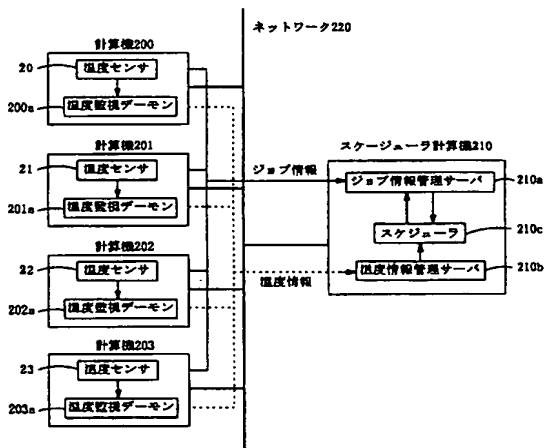 ネットワーク220
計算機200
20
温度センサ
200a
温度監視デーモン
計算機201
21
温度センサ
201a
温度監視デーモン
計算機202
22
温度センサ
202a
温度監視デーモン
計算機203
23
温度センサ
203a
温度監視デーモン
ジョブ情報
温度情報
スケージューラ計算機210
ジョブ情報管理サーバ
210a
スケジューラ
210c
温度情報管理サーバ
210b